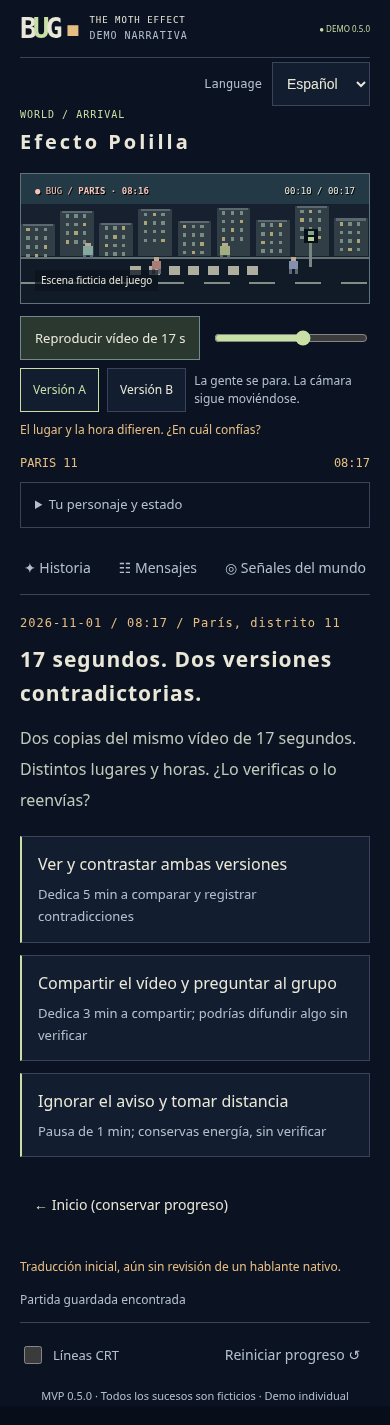 BUG
THE MOTH EFFECT
DEMO NARRATIVA
● DEMO 0.5.0
Language
Español
WORLD / ARRIVAL
Efecto Polilla
● BUG / PARIS · 08:16
00:10 / 00:17
Escena ficticia del juego
Reproducir vídeo de 17 s
Versión A
Versión B
La gente se para. La cámara
sigue moviéndose.
El lugar y la hora difieren. ¿En cuál confías?
PARIS 11
08:17
▶ Tu personaje y estado
✦ Historia
☷ Mensajes
◎ Señales del mundo
2026-11-01 / 08:17 / París, distrito 11
17 segundos. Dos versiones
contradictorias.
Dos copias del mismo vídeo de 17 segundos.
Distintos lugares y horas. ¿Lo verificas o lo
reenvías?
Ver y contrastar ambas versiones
Dedica 5 min a comparar y registrar
contradicciones
Compartir el vídeo y preguntar al grupo
Dedica 3 min a compartir; podrías difundir algo sin
verificar
Ignorar el aviso y tomar distancia
Pausa de 1 min; conservas energía, sin verificar
← Inicio (conservar progreso)
Traducción inicial, aún sin revisión de un hablante nativo.
Partida guardada encontrada
Líneas CRT
Reiniciar progreso ↺
MVP 0.5.0 · Todos los sucesos son ficticios · Demo individual